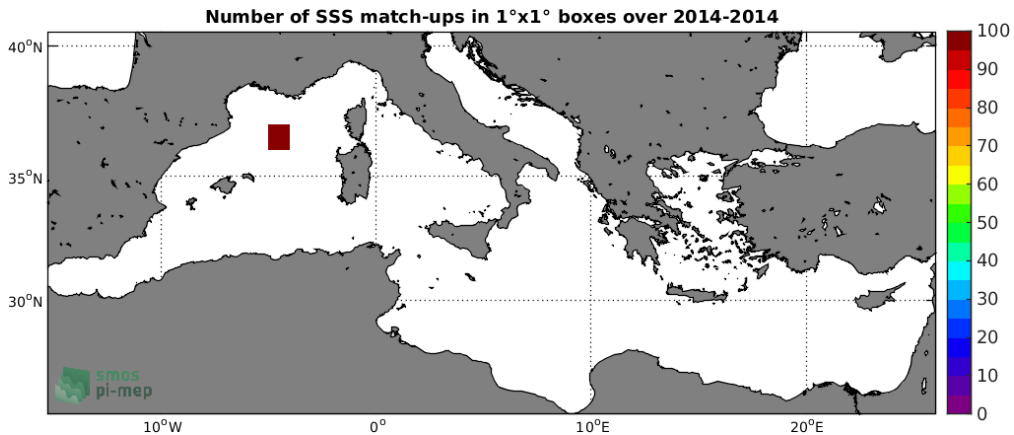 Number of SSS match-ups in 1°x1° boxes over 2014-2014
40°N
35°N
30°N
10°W
0°
10°E
20°E
100
90
80
70
60
50
40
30
20
10
0
smos
pi-mep